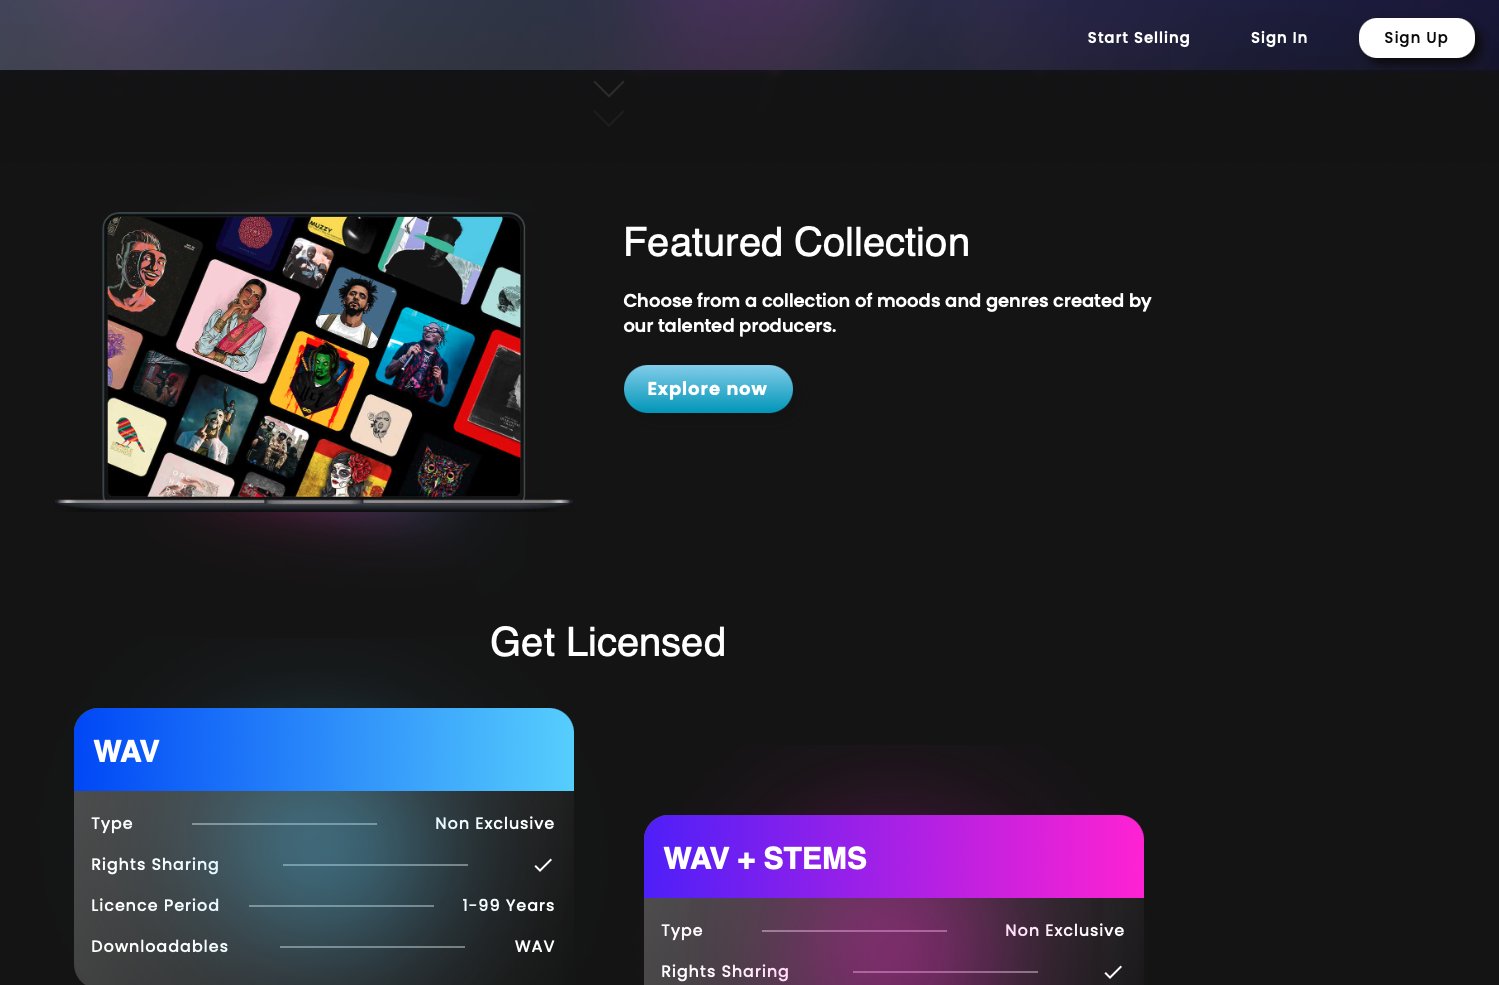 Start Selling
Sign In
Sign Up
MUZZY
Featured Collection
Choose from a collection of moods and genres created by
our talented producers.
Explore now
Get Licensed
WAV
Type
Non Exclusive
Rights Sharing
Licence Period
1-99 Years
Downloadables
WAV
WAV + STEMS
Type
Non Exclusive
Rights Sharing